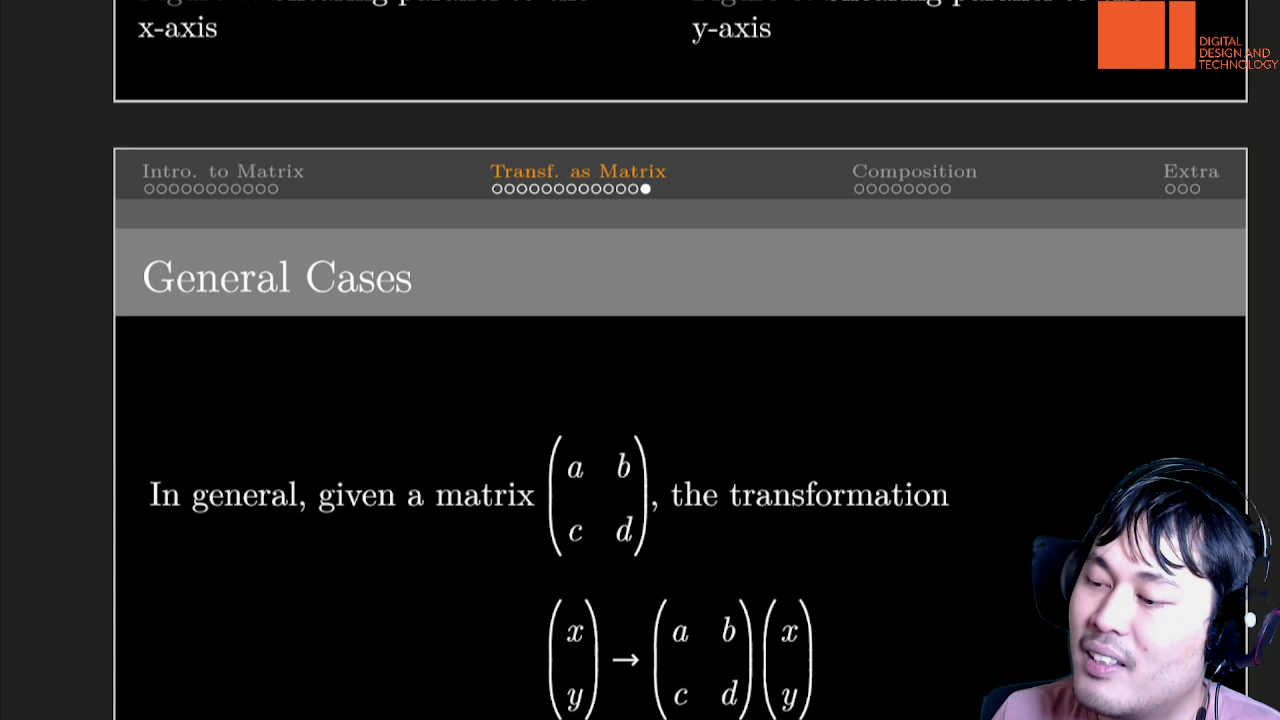 x-axis
y-axis
DIGITAL
DESIGN AND
TECHNOLOGY
Intro. to Matrix
Transf. as Matrix
Composition
Extra
General Cases
In general, given a matrix (a b c d), the transformation
(x y) → (a b c d)(x y)